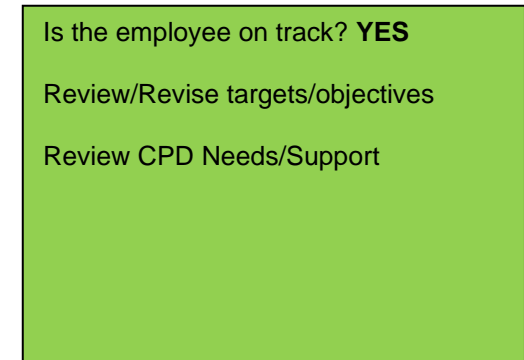 Is the employee on track? YES
Review/Revise targets/objectives
Review CPD Needs/Support